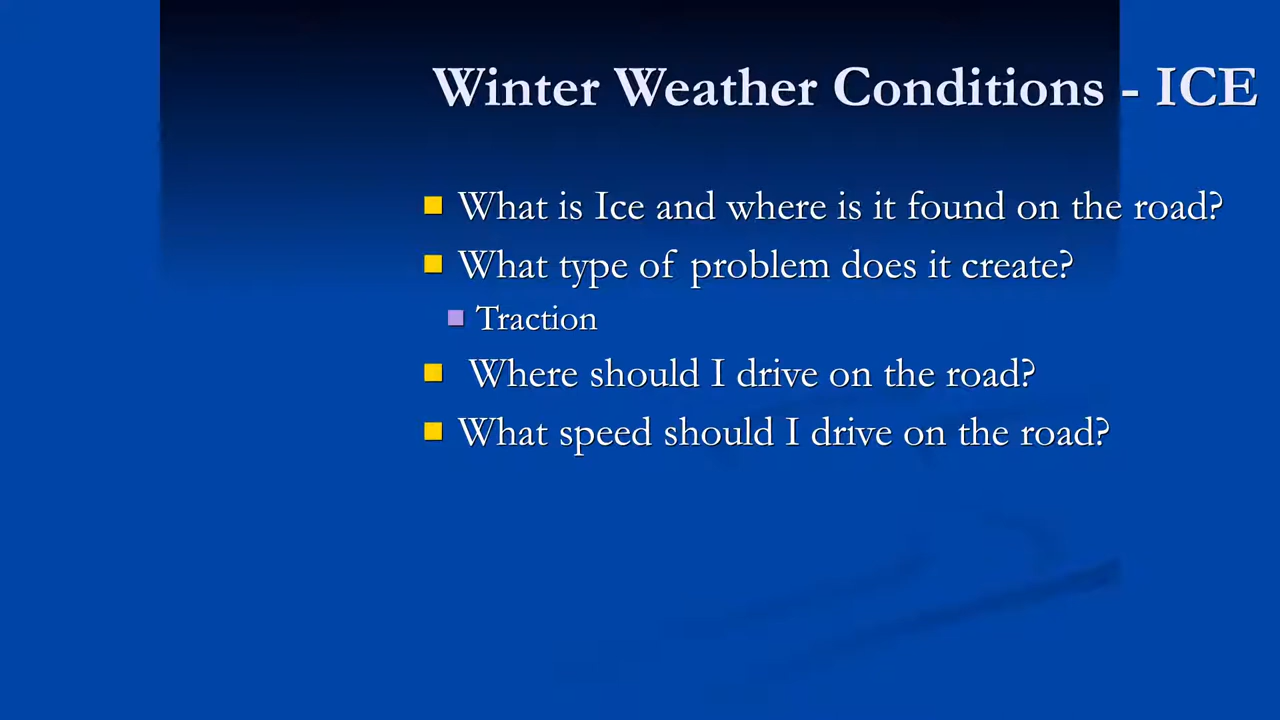 Winter Weather Conditions - ICE
What is Ice and where is it found on the road?
What type of problem does it create?
Traction
Where should I drive on the road?
What speed should I drive on the road?